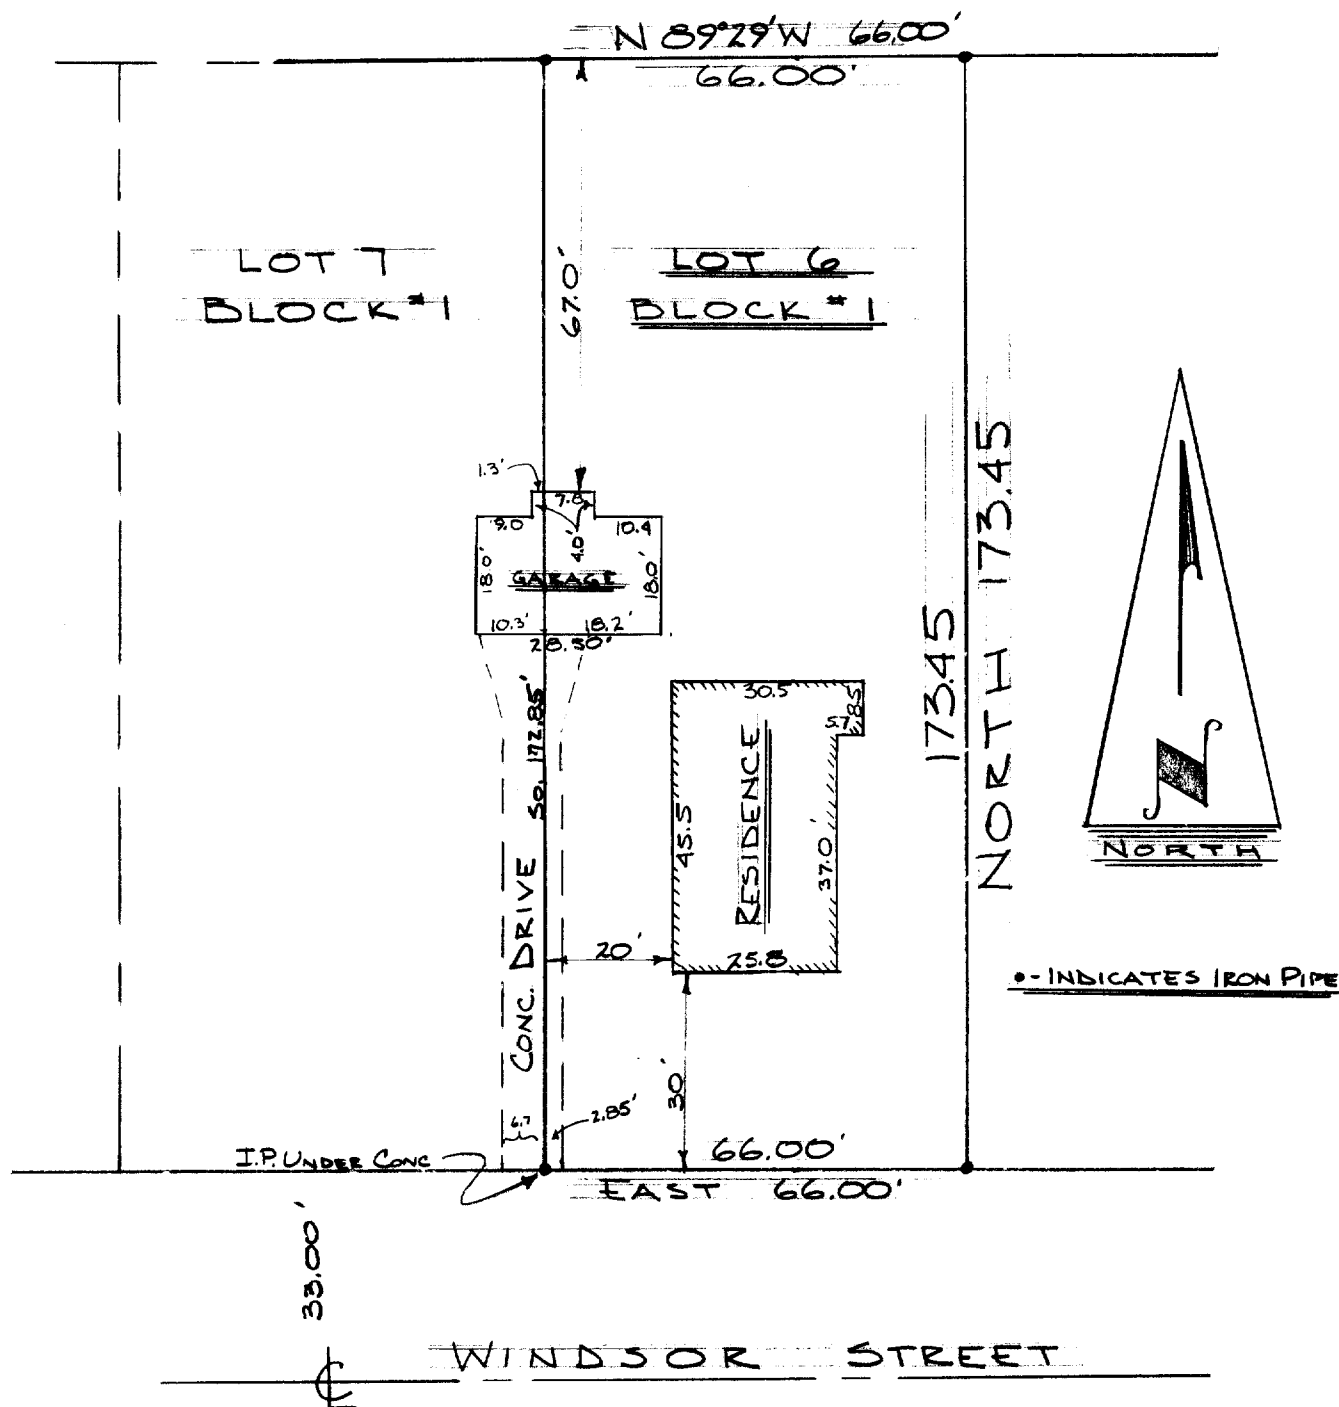 N 89°29'W 66.00'
66.00'
LOT 7
BLOCK #1
LOT 6
BLOCK #1
67.0'
1.3'
7.8
9.0
10.4
4.0'
18.0'
GARAGE
18.0'
10.3'
18.2'
28.50'
CONC. DRIVE
SO. 172.85'
30.5
8.5
5.7
45.5'
RESIDENCE
37.0'
25.8
20'
30'
173.45
NORTH 173.45
NORTH
•-INDICATES IRON PIPE
6.7
2.85'
I.P. UNDER CONC
66.00'
EAST 66.00'
33.00'
WINDSOR STREET